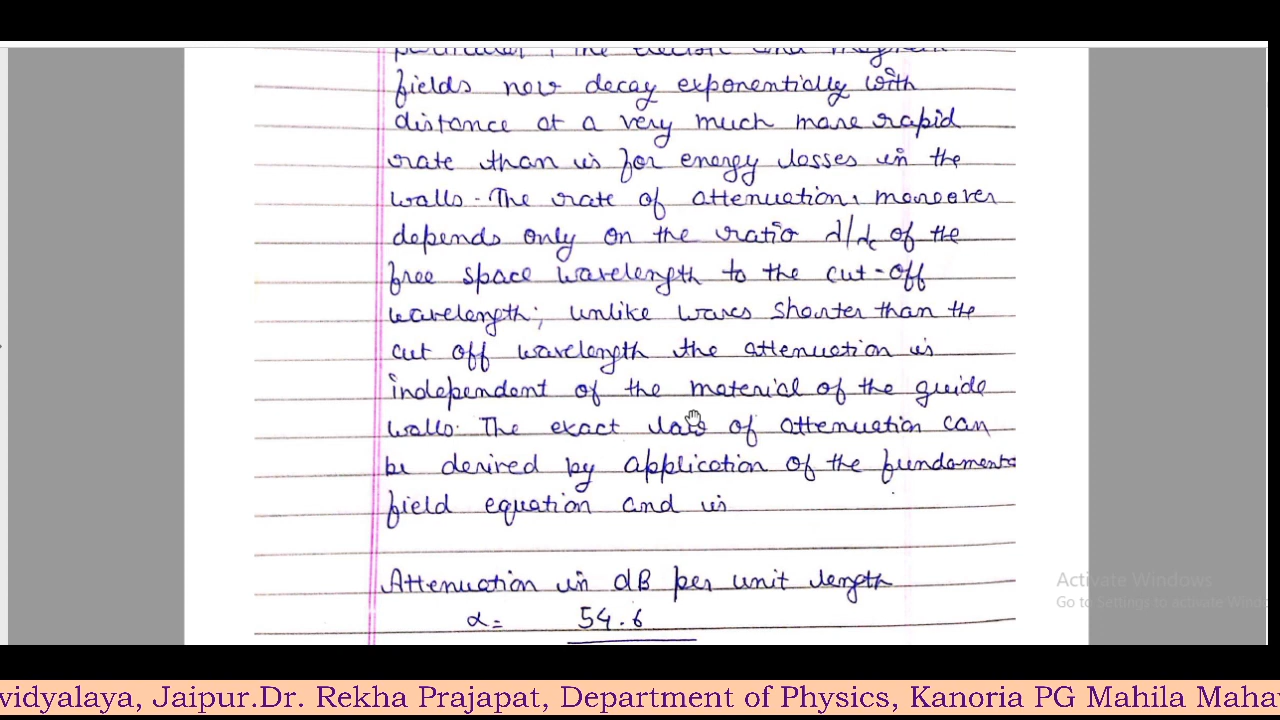 fields now decay exponentially with
distance at a very much more rapid
rate than is for energy losses in the
walls. The rate of attenuation, moreover
depends only on the ratio λ/λc of the
free space wavelength to the cut-off
wavelength; unlike waves shorter than the
cut off wavelength the attenuation is
independent of the material of the guide
walls. The exact law of attenuation can
be derived by application of the fundamenta
field equation and is
Attenuation in dB per unit length
α= 54.6
Activate Windows
Go to Settings to activate Windo
vidyalaya, Jaipur.Dr. Rekha Prajapat, Department of Physics, Kanoria PG Mahila Maha